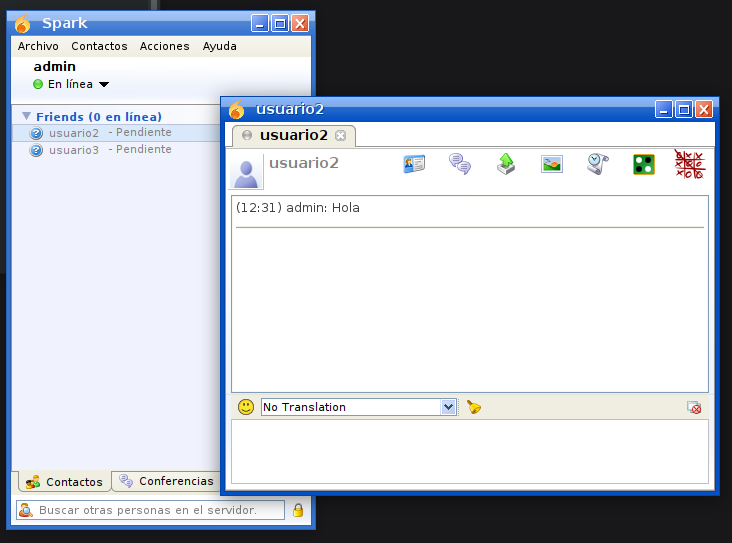 Spark
Archivo Contactos Acciones Ayuda
admin
En línea
Friends (0 en línea)
usuario2 - Pendiente
usuario3 - Pendiente
Contactos Conferencias
Buscar otras personas en el servidor.
usuario2
usuario2
usuario2
(12:31) admin: Hola
No Translation